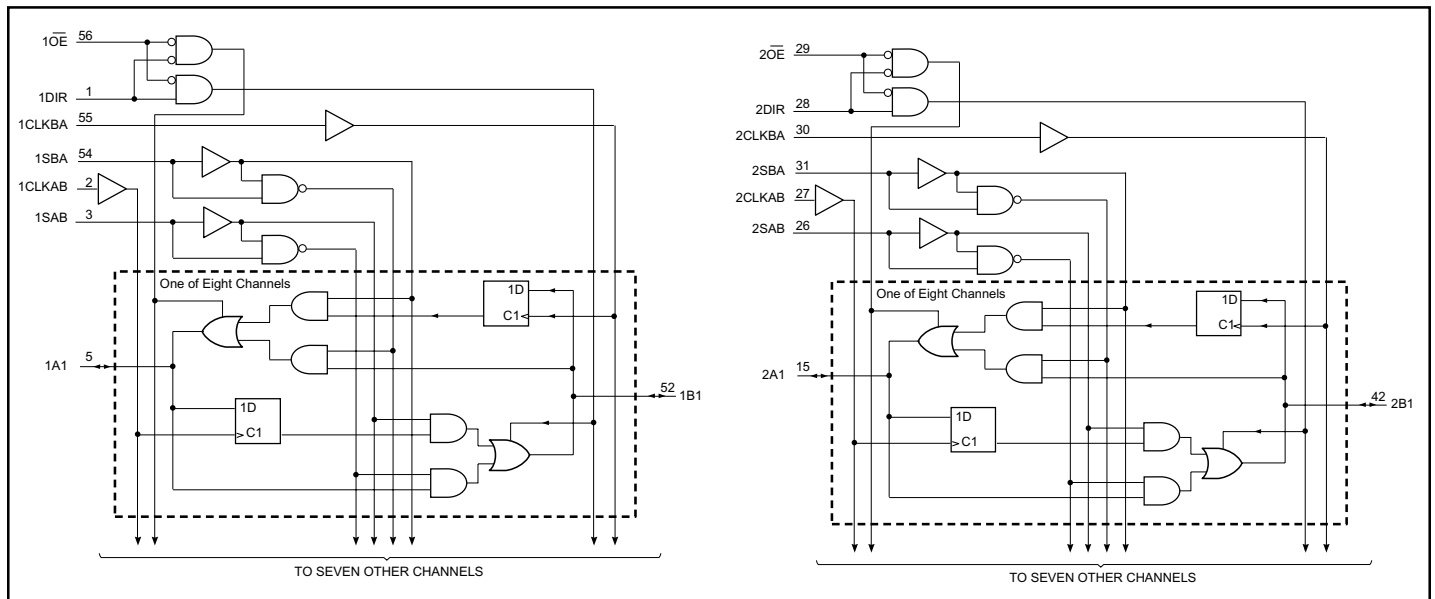 1O̅E̅ 56
1DIR 1
1CLKBA 55
1SBA 54
1CLKAB 2
1SAB 3
One of Eight Channels
1D
C1
1A1 5
52 1B1
1D
C1
TO SEVEN OTHER CHANNELS
2O̅E̅ 29
2DIR 28
2CLKBA 30
2SBA 31
2CLKAB 27
2SAB 26
One of Eight Channels
1D
C1
2A1 15
42 2B1
1D
C1
TO SEVEN OTHER CHANNELS